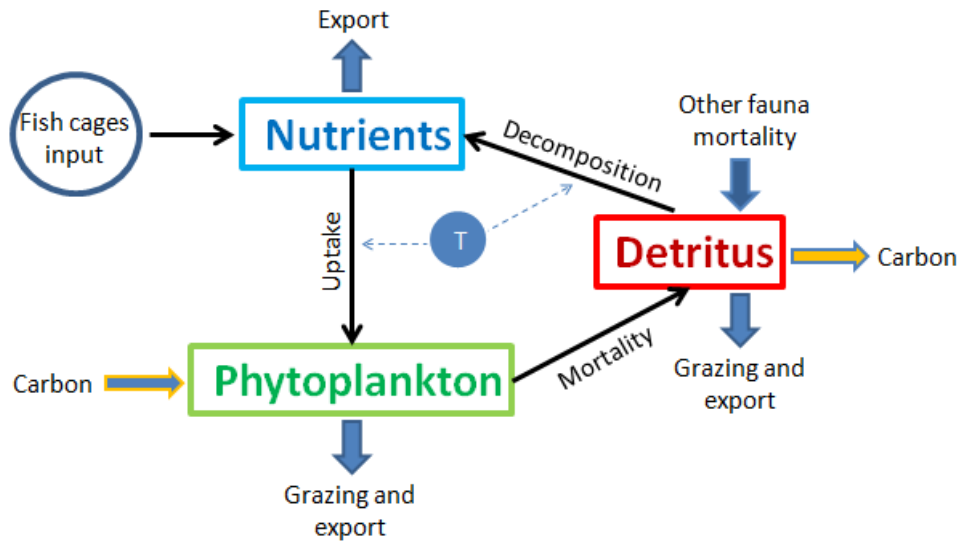 Export
Fish cages
input
Nutrients
Decomposition
Other fauna
mortality
Uptake
T
Detritus
Carbon
Carbon
Phytoplankton
Mortality
Grazing and
export
Grazing and
export